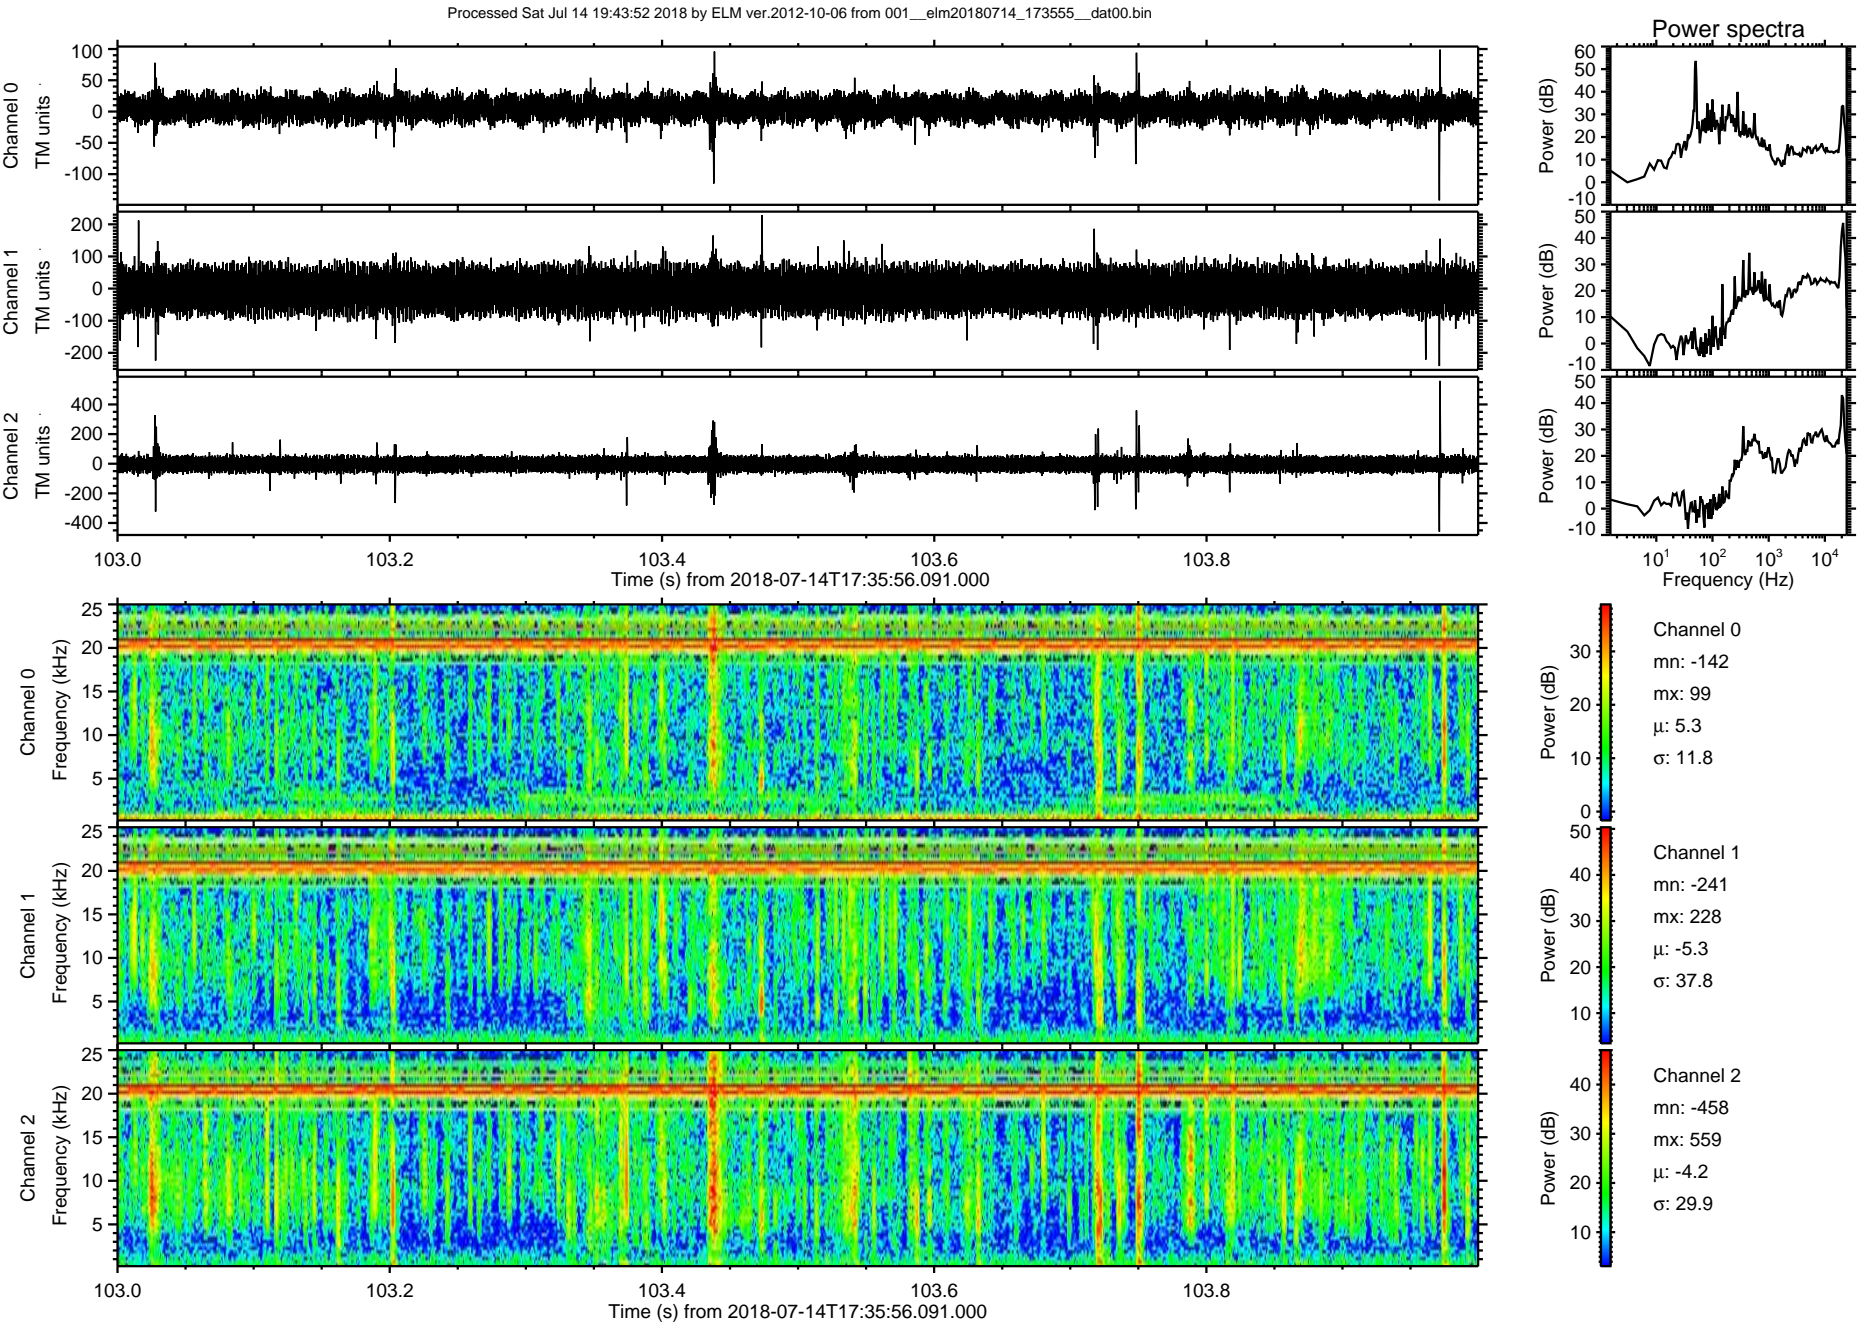 Processed Sat Jul 14 19:43:52 2018 by ELM ver.2012-10-06 from 001__elm20180714_173555__dat00.bin
Power spectra
Channel 0
TM units
100
50
0
-50
-100
Power (dB)
60
50
40
30
20
10
0
-10
Channel 1
TM units
200
100
0
-100
-200
Power (dB)
50
40
30
20
10
0
-10
Channel 2
TM units
400
200
0
-200
-400
Power (dB)
50
40
30
20
10
0
-10
103.0 103.2 103.4 103.6 103.8
Time (s) from 2018-07-14T17:35:56.091.000
10¹ 10² 10³ 10⁴
Frequency (Hz)
Channel 0
Frequency (kHz)
25
20
15
10
5
Power (dB)
30
20
10
0
Channel 0
mn: -142
mx: 99
μ: 5.3
σ: 11.8
Channel 1
Frequency (kHz)
25
20
15
10
5
Power (dB)
50
40
30
20
10
Channel 1
mn: -241
mx: 228
μ: -5.3
σ: 37.8
Channel 2
Frequency (kHz)
25
20
15
10
5
Power (dB)
40
30
20
10
Channel 2
mn: -458
mx: 559
μ: -4.2
σ: 29.9
103.0 103.2 103.4 103.6 103.8
Time (s) from 2018-07-14T17:35:56.091.000